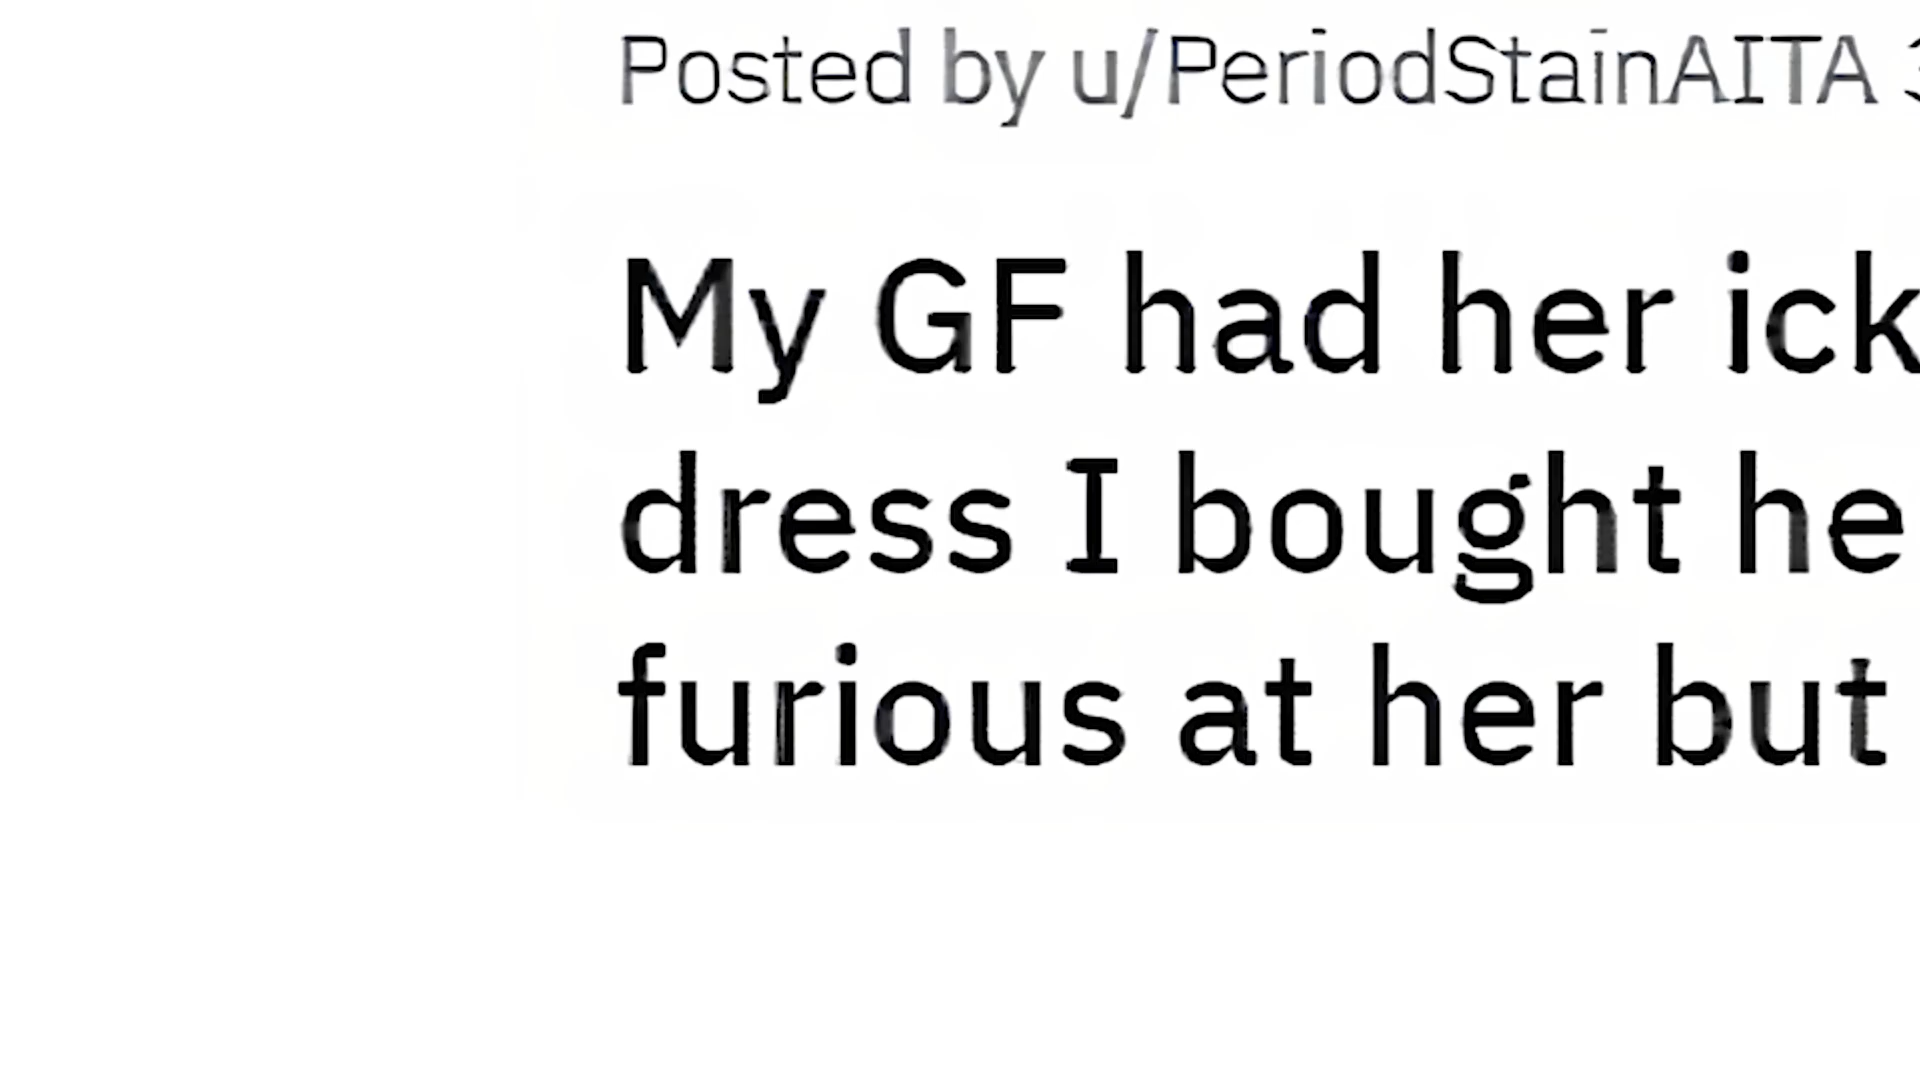 Posted by u/PeriodStainAITA
My GF had her ick
dress I bought he
furious at her but